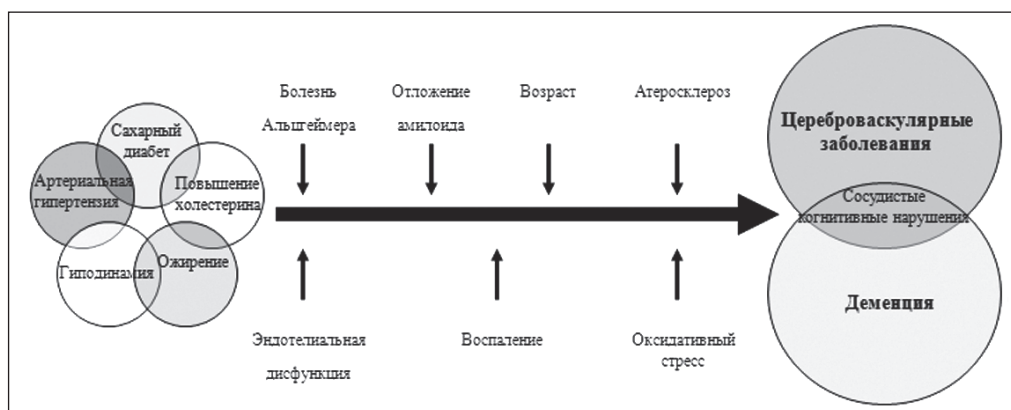 Сахарный
диабет
Артериальная
гипертензия
Повышение
холестерина
Гиподинамия
Ожирение
Болезнь
Альцгеймера
Отложение
амилоида
Возраст
Атеросклероз
Эндотелиальная
дисфункция
Воспаление
Оксидативный
стресс
Цереброваскулярные
заболевания
Сосудистые
когнитивные нарушения
Деменция